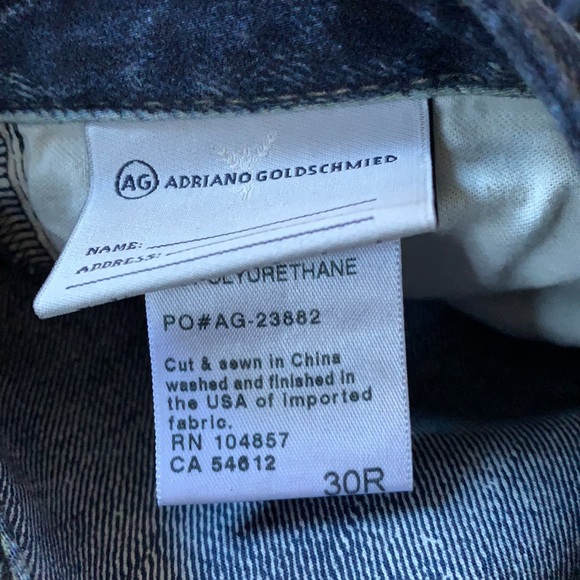 AG ADRIANO GOLDSCHMIED
NAME:
ADDRESS:
PO#AG-23882
Cut & sewn in China
washed and finished in
the USA of imported
fabric.
RN 104857
CA 54612
30R